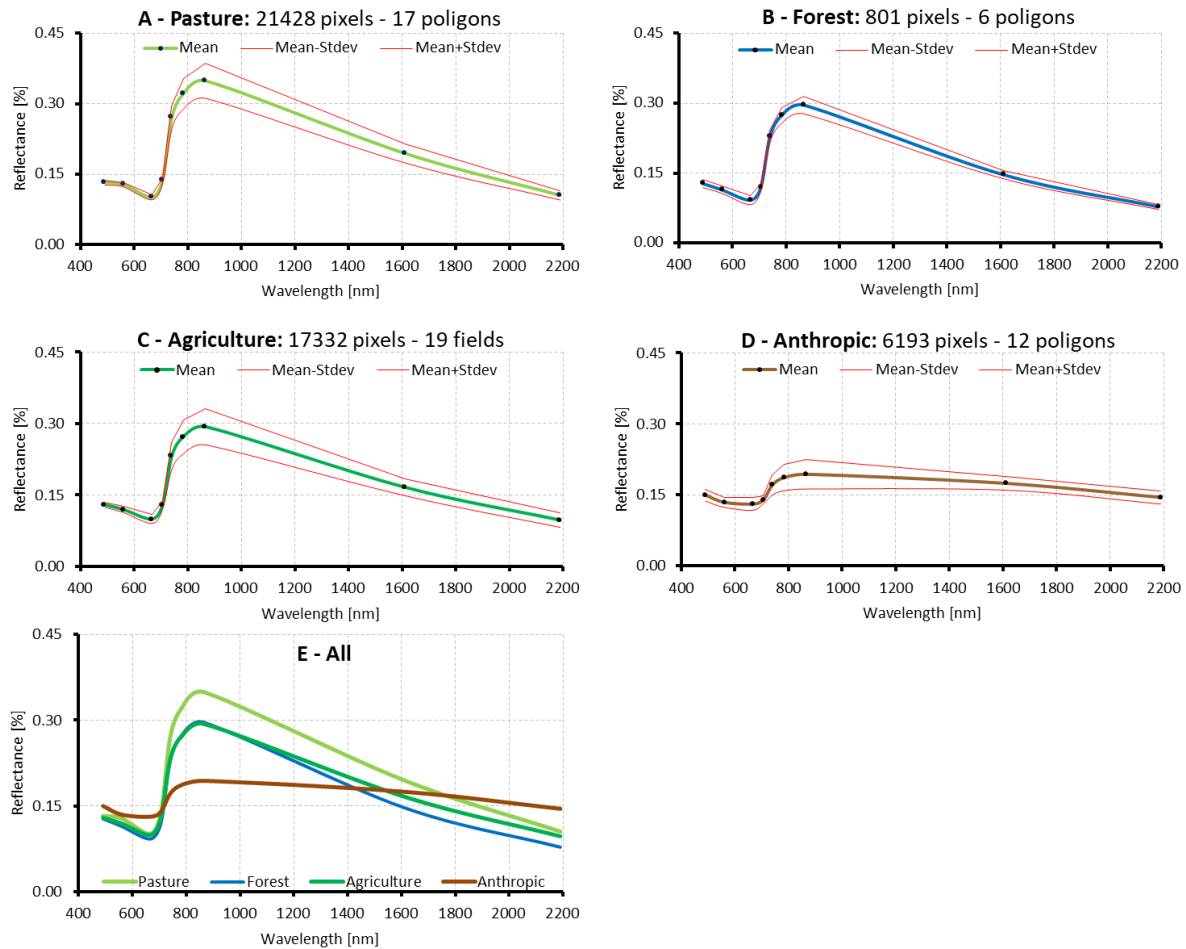 A - Pasture: 21428 pixels - 17 poligons
0.45
Mean Mean-Stdev Mean+Stdev
0.30
Reflectance [%]
0.15
0.00
400 600 800 1000 1200 1400 1600 1800 2000 2200
Wavelength [nm]
B - Forest: 801 pixels - 6 poligons
0.45
Mean Mean-Stdev Mean+Stdev
0.30
Reflectance [%]
0.15
0.00
400 600 800 1000 1200 1400 1600 1800 2000 2200
Wavelength [nm]
C - Agriculture: 17332 pixels - 19 fields
0.45
Mean Mean-Stdev Mean+Stdev
0.30
Reflectance [%]
0.15
0.00
400 600 800 1000 1200 1400 1600 1800 2000 2200
Wavelength [nm]
D - Anthropic: 6193 pixels - 12 poligons
0.45
Mean Mean-Stdev Mean+Stdev
0.30
Reflectance [%]
0.15
0.00
400 600 800 1000 1200 1400 1600 1800 2000 2200
Wavelength [nm]
0.45
E - All
0.30
Reflectance [%]
0.15
Pasture Forest Agriculture Anthropic
0.00
400 600 800 1000 1200 1400 1600 1800 2000 2200
Wavelength [nm]